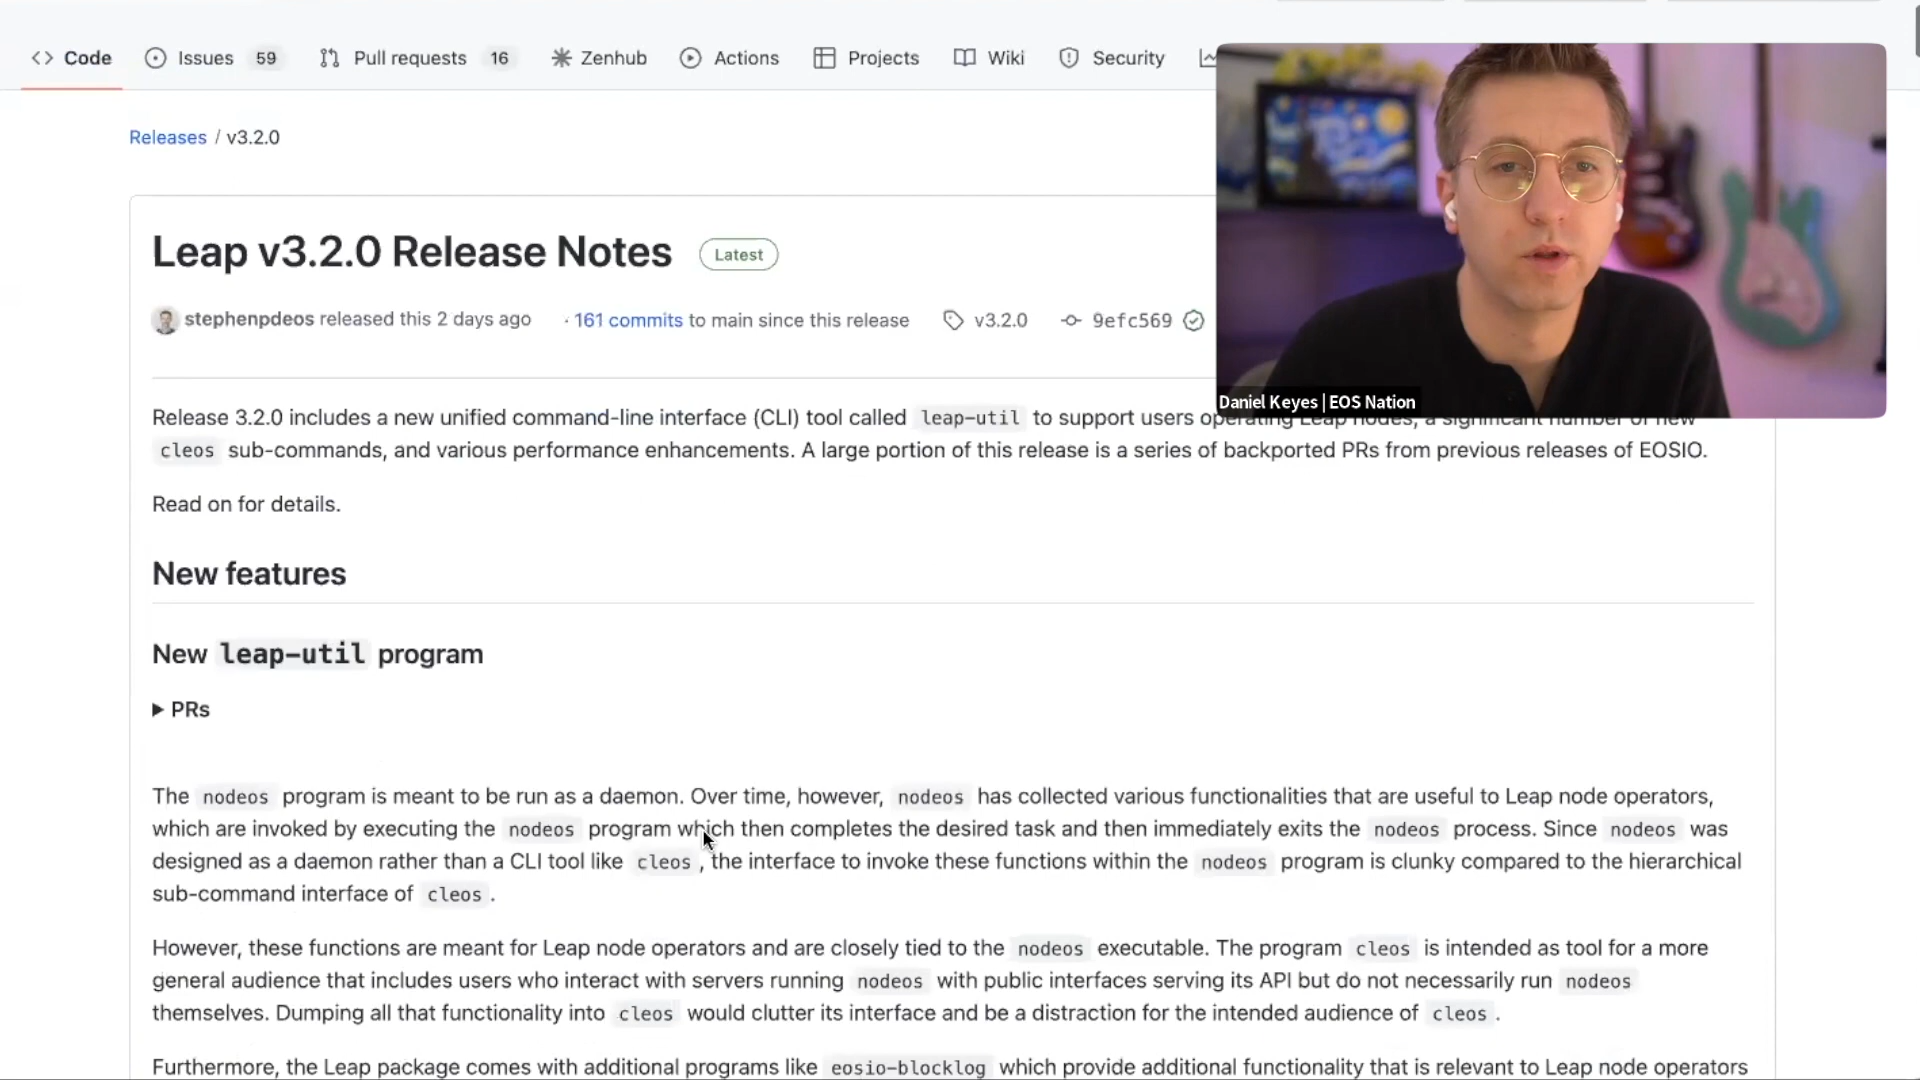 Code Issues 59 Pull requests 16 Zenhub Actions Projects Wiki Security
Releases / v3.2.0
Leap v3.2.0 Release Notes Latest
stephenpdeos released this 2 days ago · 161 commits to main since this release v3.2.0 9efc569
Daniel Keyes | EOS Nation
Release 3.2.0 includes a new unified command-line interface (CLI) tool called leap-util to support users operating Leap nodes, a significant number of new
cleos sub-commands, and various performance enhancements. A large portion of this release is a series of backported PRs from previous releases of EOSIO.
Read on for details.
New features
New leap-util program
PRs
The nodeos program is meant to be run as a daemon. Over time, however, nodeos has collected various functionalities that are useful to Leap node operators,
which are invoked by executing the nodeos program which then completes the desired task and then immediately exits the nodeos process. Since nodeos was
designed as a daemon rather than a CLI tool like cleos , the interface to invoke these functions within the nodeos program is clunky compared to the hierarchical
sub-command interface of cleos .
However, these functions are meant for Leap node operators and are closely tied to the nodeos executable. The program cleos is intended as tool for a more
general audience that includes users who interact with servers running nodeos with public interfaces serving its API but do not necessarily run nodeos
themselves. Dumping all that functionality into cleos would clutter its interface and be a distraction for the intended audience of cleos .
Furthermore, the Leap package comes with additional programs like eosio-blocklog which provide additional functionality that is relevant to Leap node operators